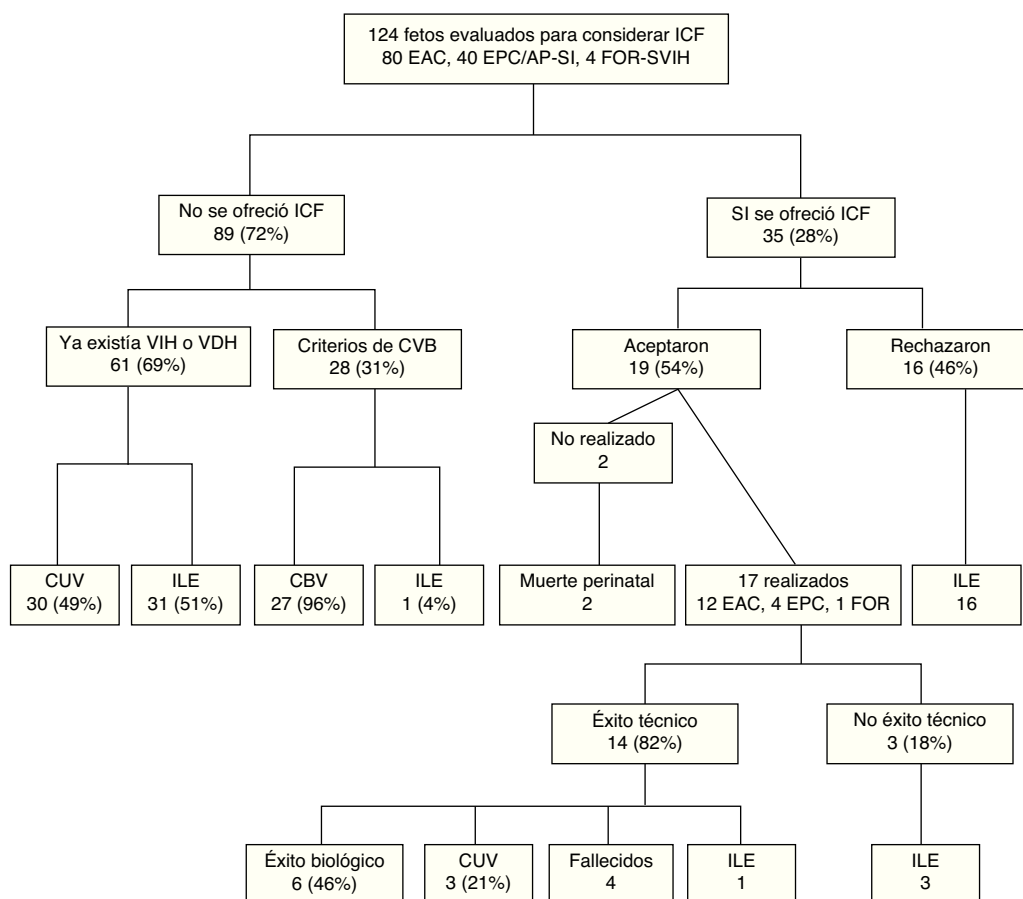 124 fetos evaluados para considerar ICF
80 EAC, 40 EPC/AP-SI, 4 FOR-SVIH
No se ofreció ICF
89 (72%)
SI se ofreció ICF
35 (28%)
Ya existía VIH o VDH
61 (69%)
Criterios de CVB
28 (31%)
Aceptaron
19 (54%)
Rechazaron
16 (46%)
No realizado
2
CUV
30 (49%)
ILE
31 (51%)
CBV
27 (96%)
ILE
1 (4%)
Muerte perinatal
2
17 realizados
12 EAC, 4 EPC, 1 FOR
ILE
16
Éxito técnico
14 (82%)
No éxito técnico
3 (18%)
Éxito biológico
6 (46%)
CUV
3 (21%)
Fallecidos
4
ILE
1
ILE
3